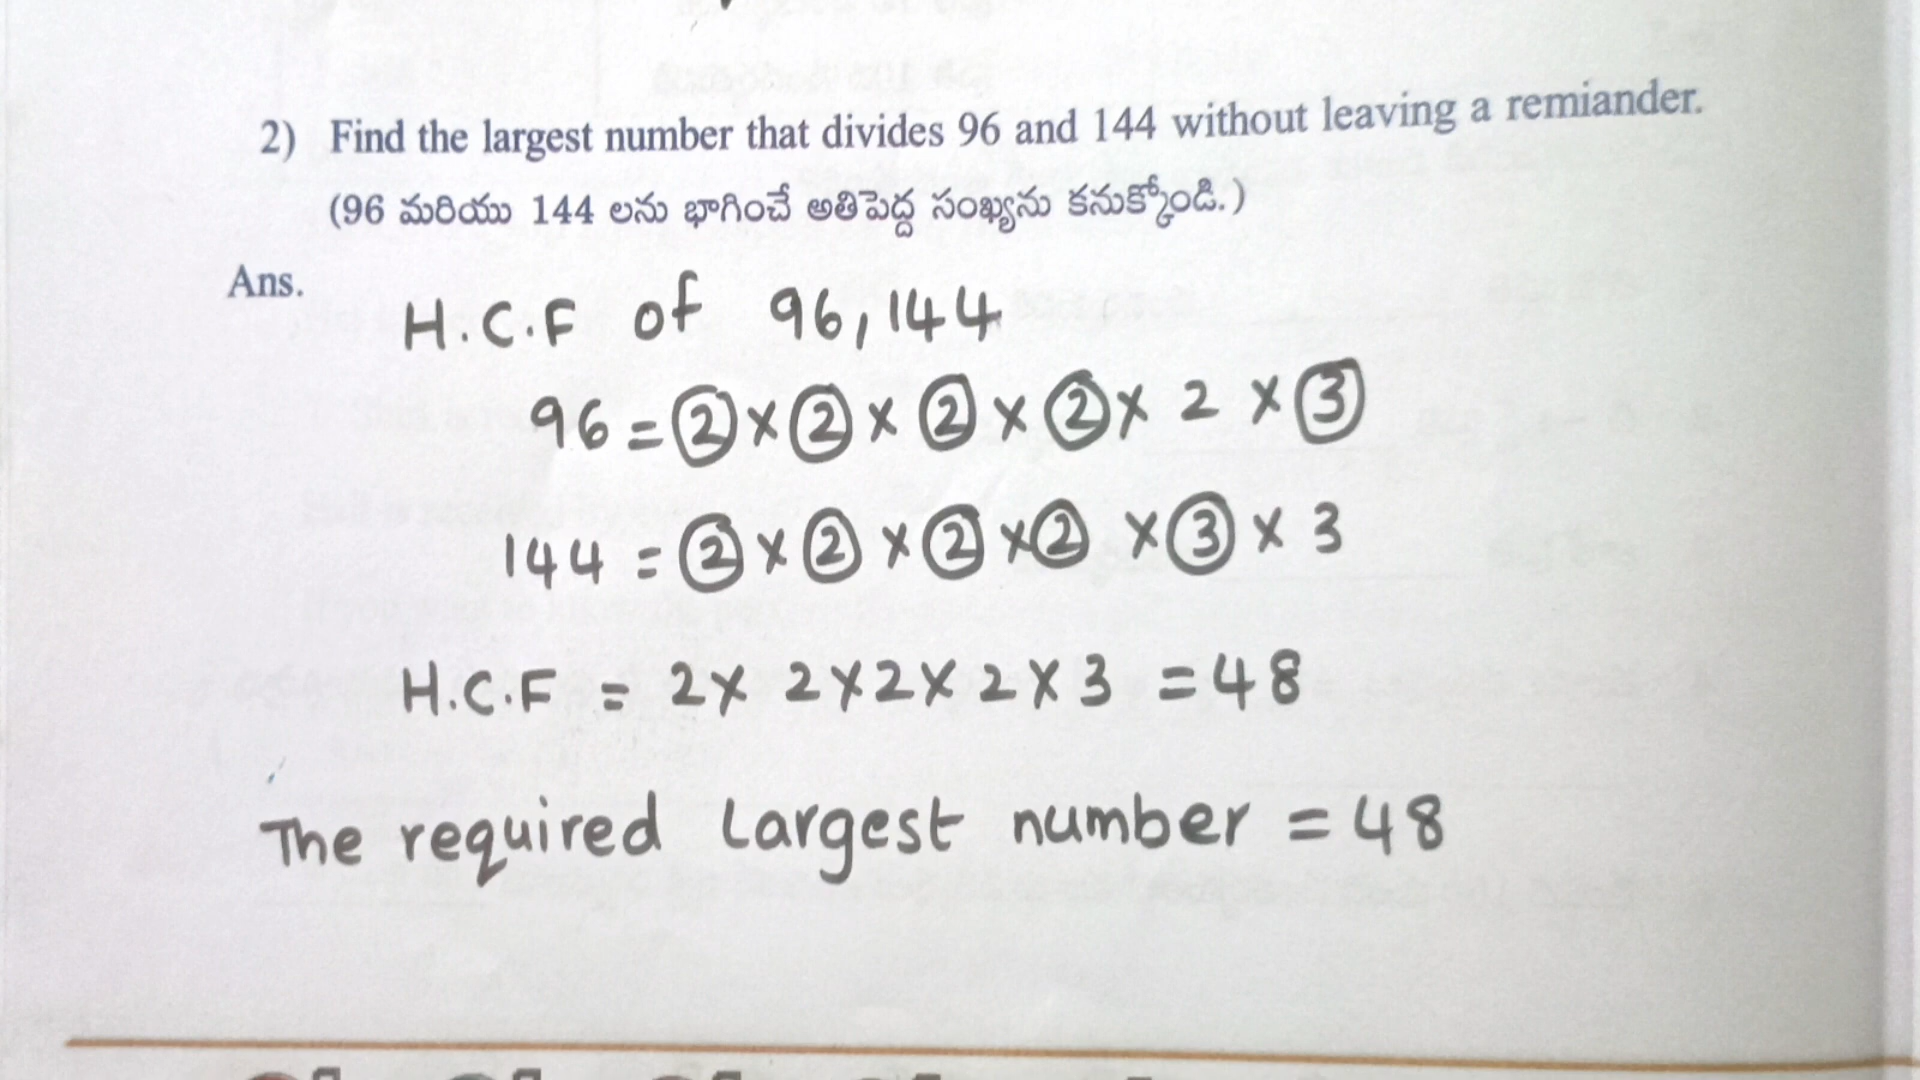 2) Find the largest number that divides 96 and 144 without leaving a remiander.
(96 మరియు 144 లను భాగించే అతిపెద్ద సంఖ్యను కనుక్కోండి.)
Ans.
H.C.F of 96, 144
96 = 2 × 2 × 2 × 2 × 2 × 3
144 = 2 × 2 × 2 × 2 × 3 × 3
H.C.F = 2 × 2 × 2 × 2 × 3 = 48
The required Largest number = 48